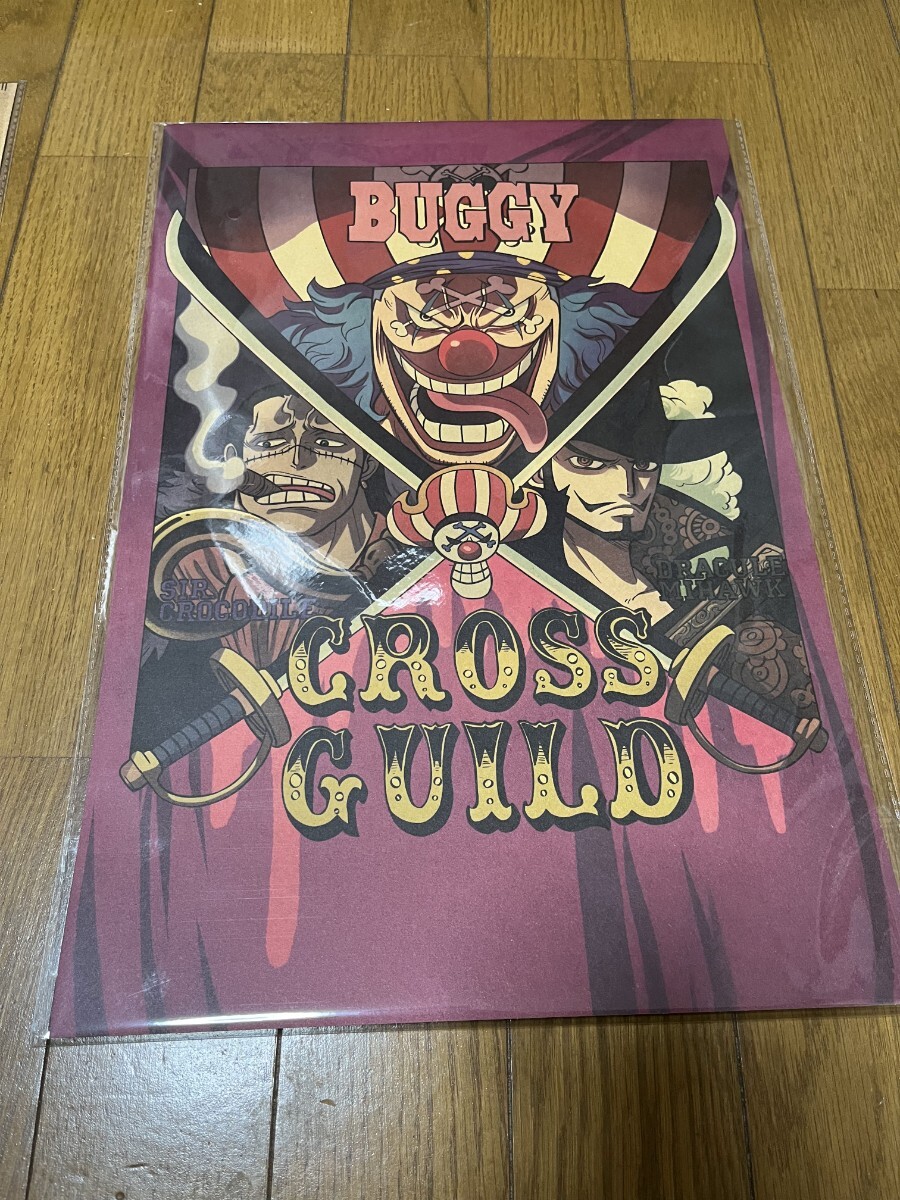 BUGGY
SIR
CROCODILE
DRACULE
MIHAWK
CROSS
GUILD